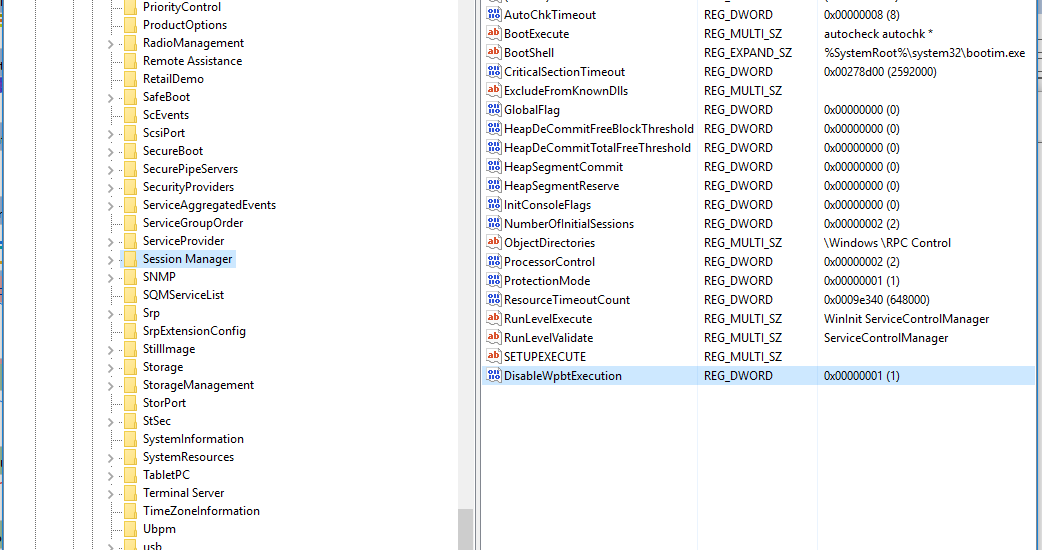 PriorityControl
ProductOptions
RadioManagement
Remote Assistance
RetailDemo
SafeBoot
ScEvents
ScsiPort
SecureBoot
SecurePipeServers
SecurityProviders
ServiceAggregatedEvents
ServiceGroupOrder
ServiceProvider
Session Manager
SNMP
SQMServiceList
Srp
SrpExtensionConfig
StillImage
Storage
StorageManagement
StorPort
StSec
SystemInformation
SystemResources
TabletPC
Terminal Server
TimeZoneInformation
Ubpm
usb
AutoChkTimeout REG_DWORD 0x00000008 (8)
BootExecute REG_MULTI_SZ autocheck autochk *
BootShell REG_EXPAND_SZ %SystemRoot%\system32\bootim.exe
CriticalSectionTimeout REG_DWORD 0x00278d00 (2592000)
ExcludeFromKnownDlls REG_MULTI_SZ
GlobalFlag REG_DWORD 0x00000000 (0)
HeapDeCommitFreeBlockThreshold REG_DWORD 0x00000000 (0)
HeapDeCommitTotalFreeThreshold REG_DWORD 0x00000000 (0)
HeapSegmentCommit REG_DWORD 0x00000000 (0)
HeapSegmentReserve REG_DWORD 0x00000000 (0)
InitConsoleFlags REG_DWORD 0x00000000 (0)
NumberOfInitialSessions REG_DWORD 0x00000002 (2)
ObjectDirectories REG_MULTI_SZ \Windows \RPC Control
ProcessorControl REG_DWORD 0x00000002 (2)
ProtectionMode REG_DWORD 0x00000001 (1)
ResourceTimeoutCount REG_DWORD 0x0009e340 (648000)
RunLevelExecute REG_MULTI_SZ WinInit ServiceControlManager
RunLevelValidate REG_MULTI_SZ ServiceControlManager
SETUPEXECUTE REG_MULTI_SZ
DisableWpbtExecution REG_DWORD 0x00000001 (1)